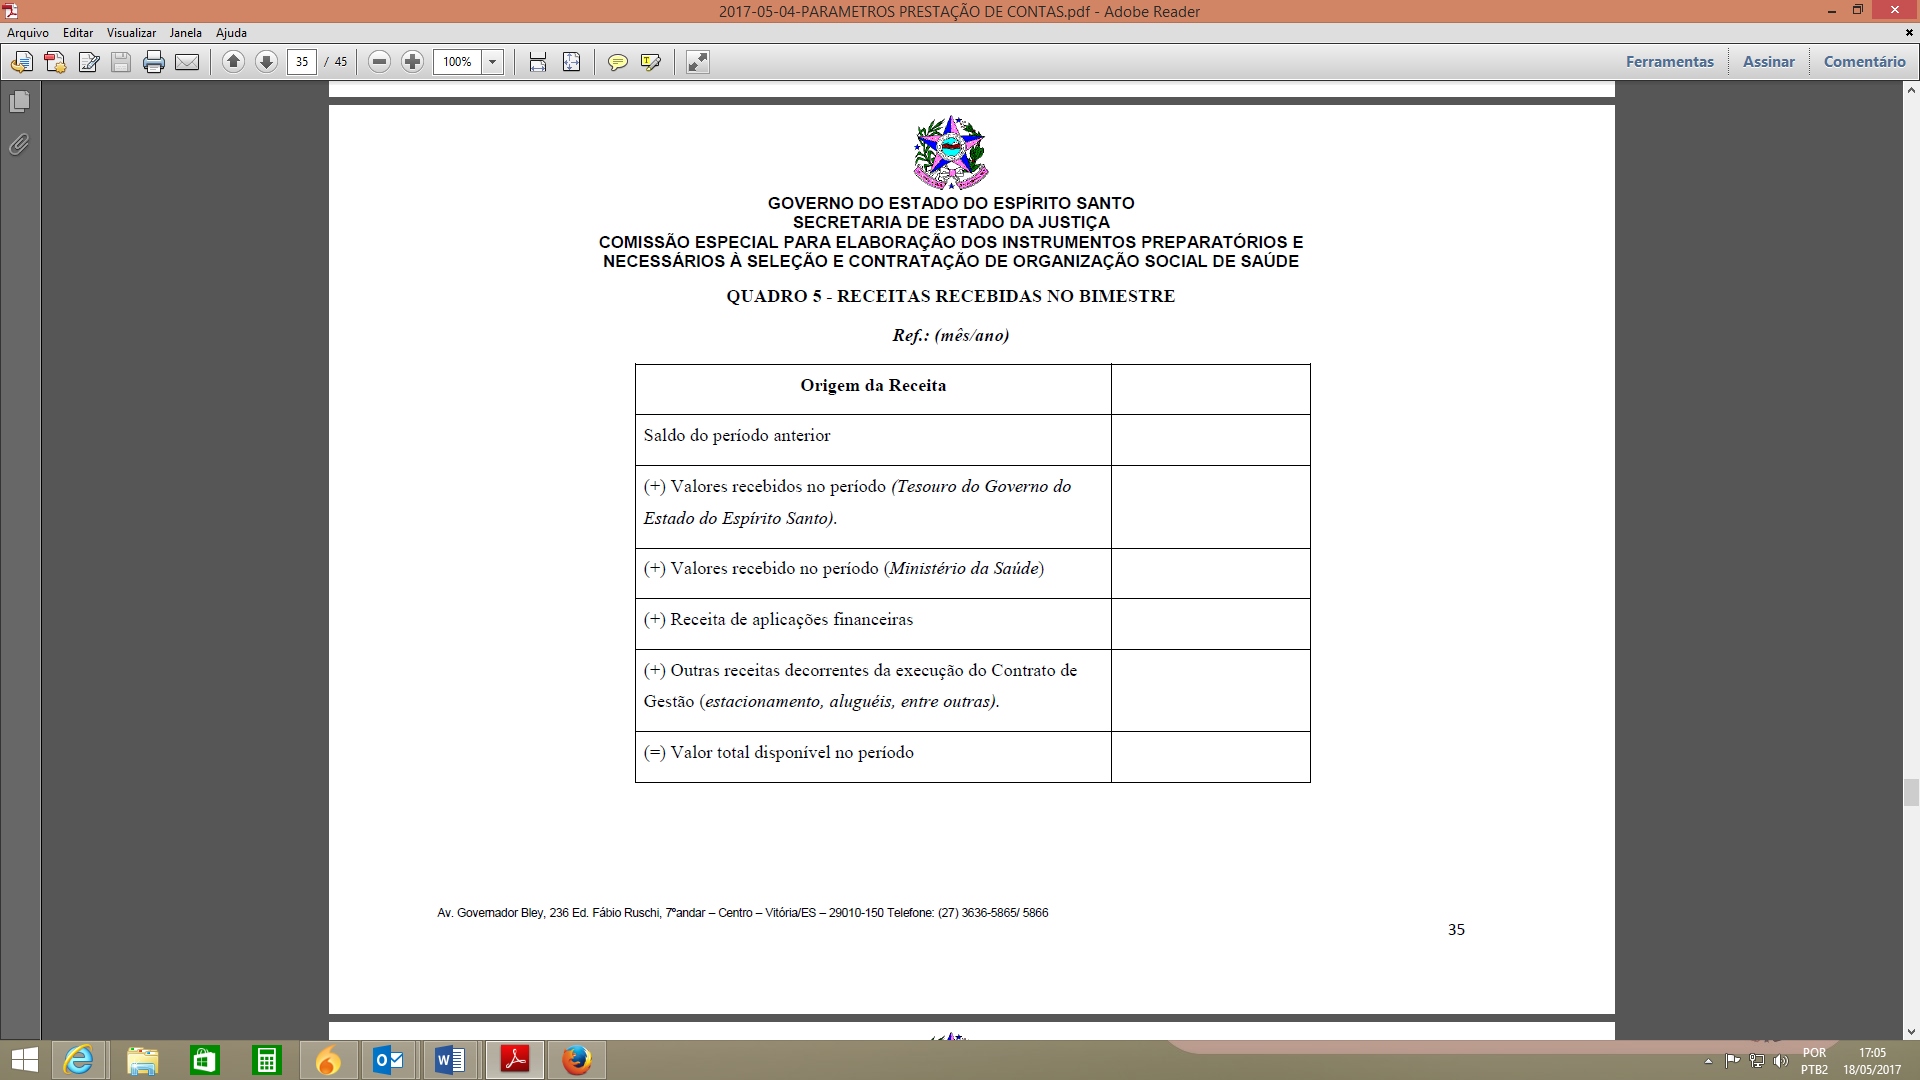 2017-05-04-PARAMETROS PRESTAÇÃO DE CONTAS.pdf - Adobe Reader
Arquivo Editar Visualizar Janela Ajuda
35 / 45 100% Ferramentas Assinar Comentário
GOVERNO DO ESTADO DO ESPÍRITO SANTO
SECRETARIA DE ESTADO DA JUSTIÇA
COMISSÃO ESPECIAL PARA ELABORAÇÃO DOS INSTRUMENTOS PREPARATÓRIOS E
NECESSÁRIOS À SELEÇÃO E CONTRATAÇÃO DE ORGANIZAÇÃO SOCIAL DE SAÚDE
QUADRO 5 - RECEITAS RECEBIDAS NO BIMESTRE
Ref.: (mês/ano)
Origem da Receita
Saldo do período anterior
(+) Valores recebidos no período (Tesouro do Governo do
Estado do Espírito Santo).
(+) Valores recebido no período (Ministério da Saúde)
(+) Receita de aplicações financeiras
(+) Outras receitas decorrentes da execução do Contrato de
Gestão (estacionamento, aluguéis, entre outras).
(=) Valor total disponível no período
Av. Governador Bley, 236 Ed. Fábio Ruschi, 7ºandar – Centro – Vitória/ES – 29010-150 Telefone: (27) 3636-5865/ 5866
35
POR 17:05
PTB2 18/05/2017